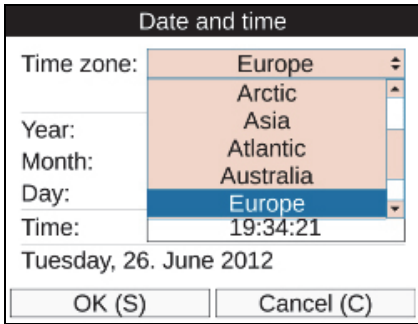 Date and time
Time zone: Europe
Arctic
Asia
Year:
Atlantic
Month:
Australia
Day:
Europe
Time: 19:34:21
Tuesday, 26. June 2012
OK (S) Cancel (C)